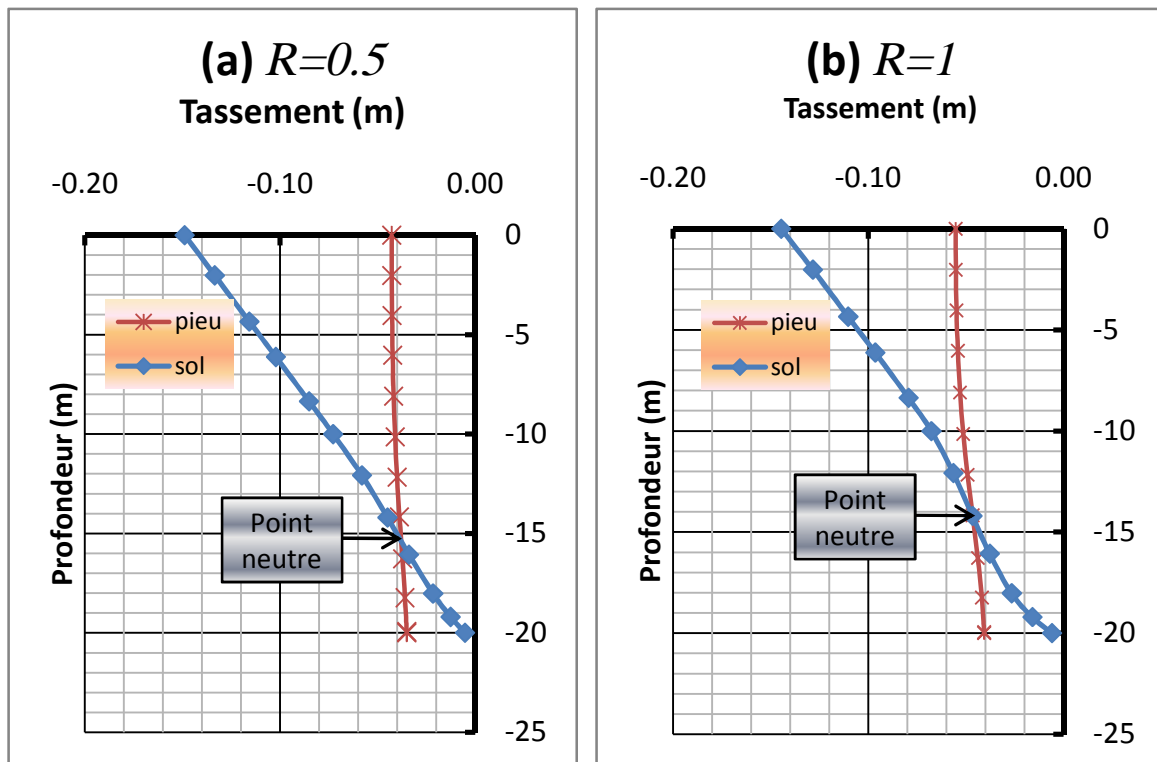 (a) R=0.5
Tassement (m)
-0.20 -0.10 0.00
0
-5
-10
-15
-20
-25
Profondeur (m)
pieu
sol
Point
neutre
(b) R=1
Tassement (m)
-0.20 -0.10 0.00
0
-5
-10
-15
-20
-25
Profondeur (m)
pieu
sol
Point
neutre